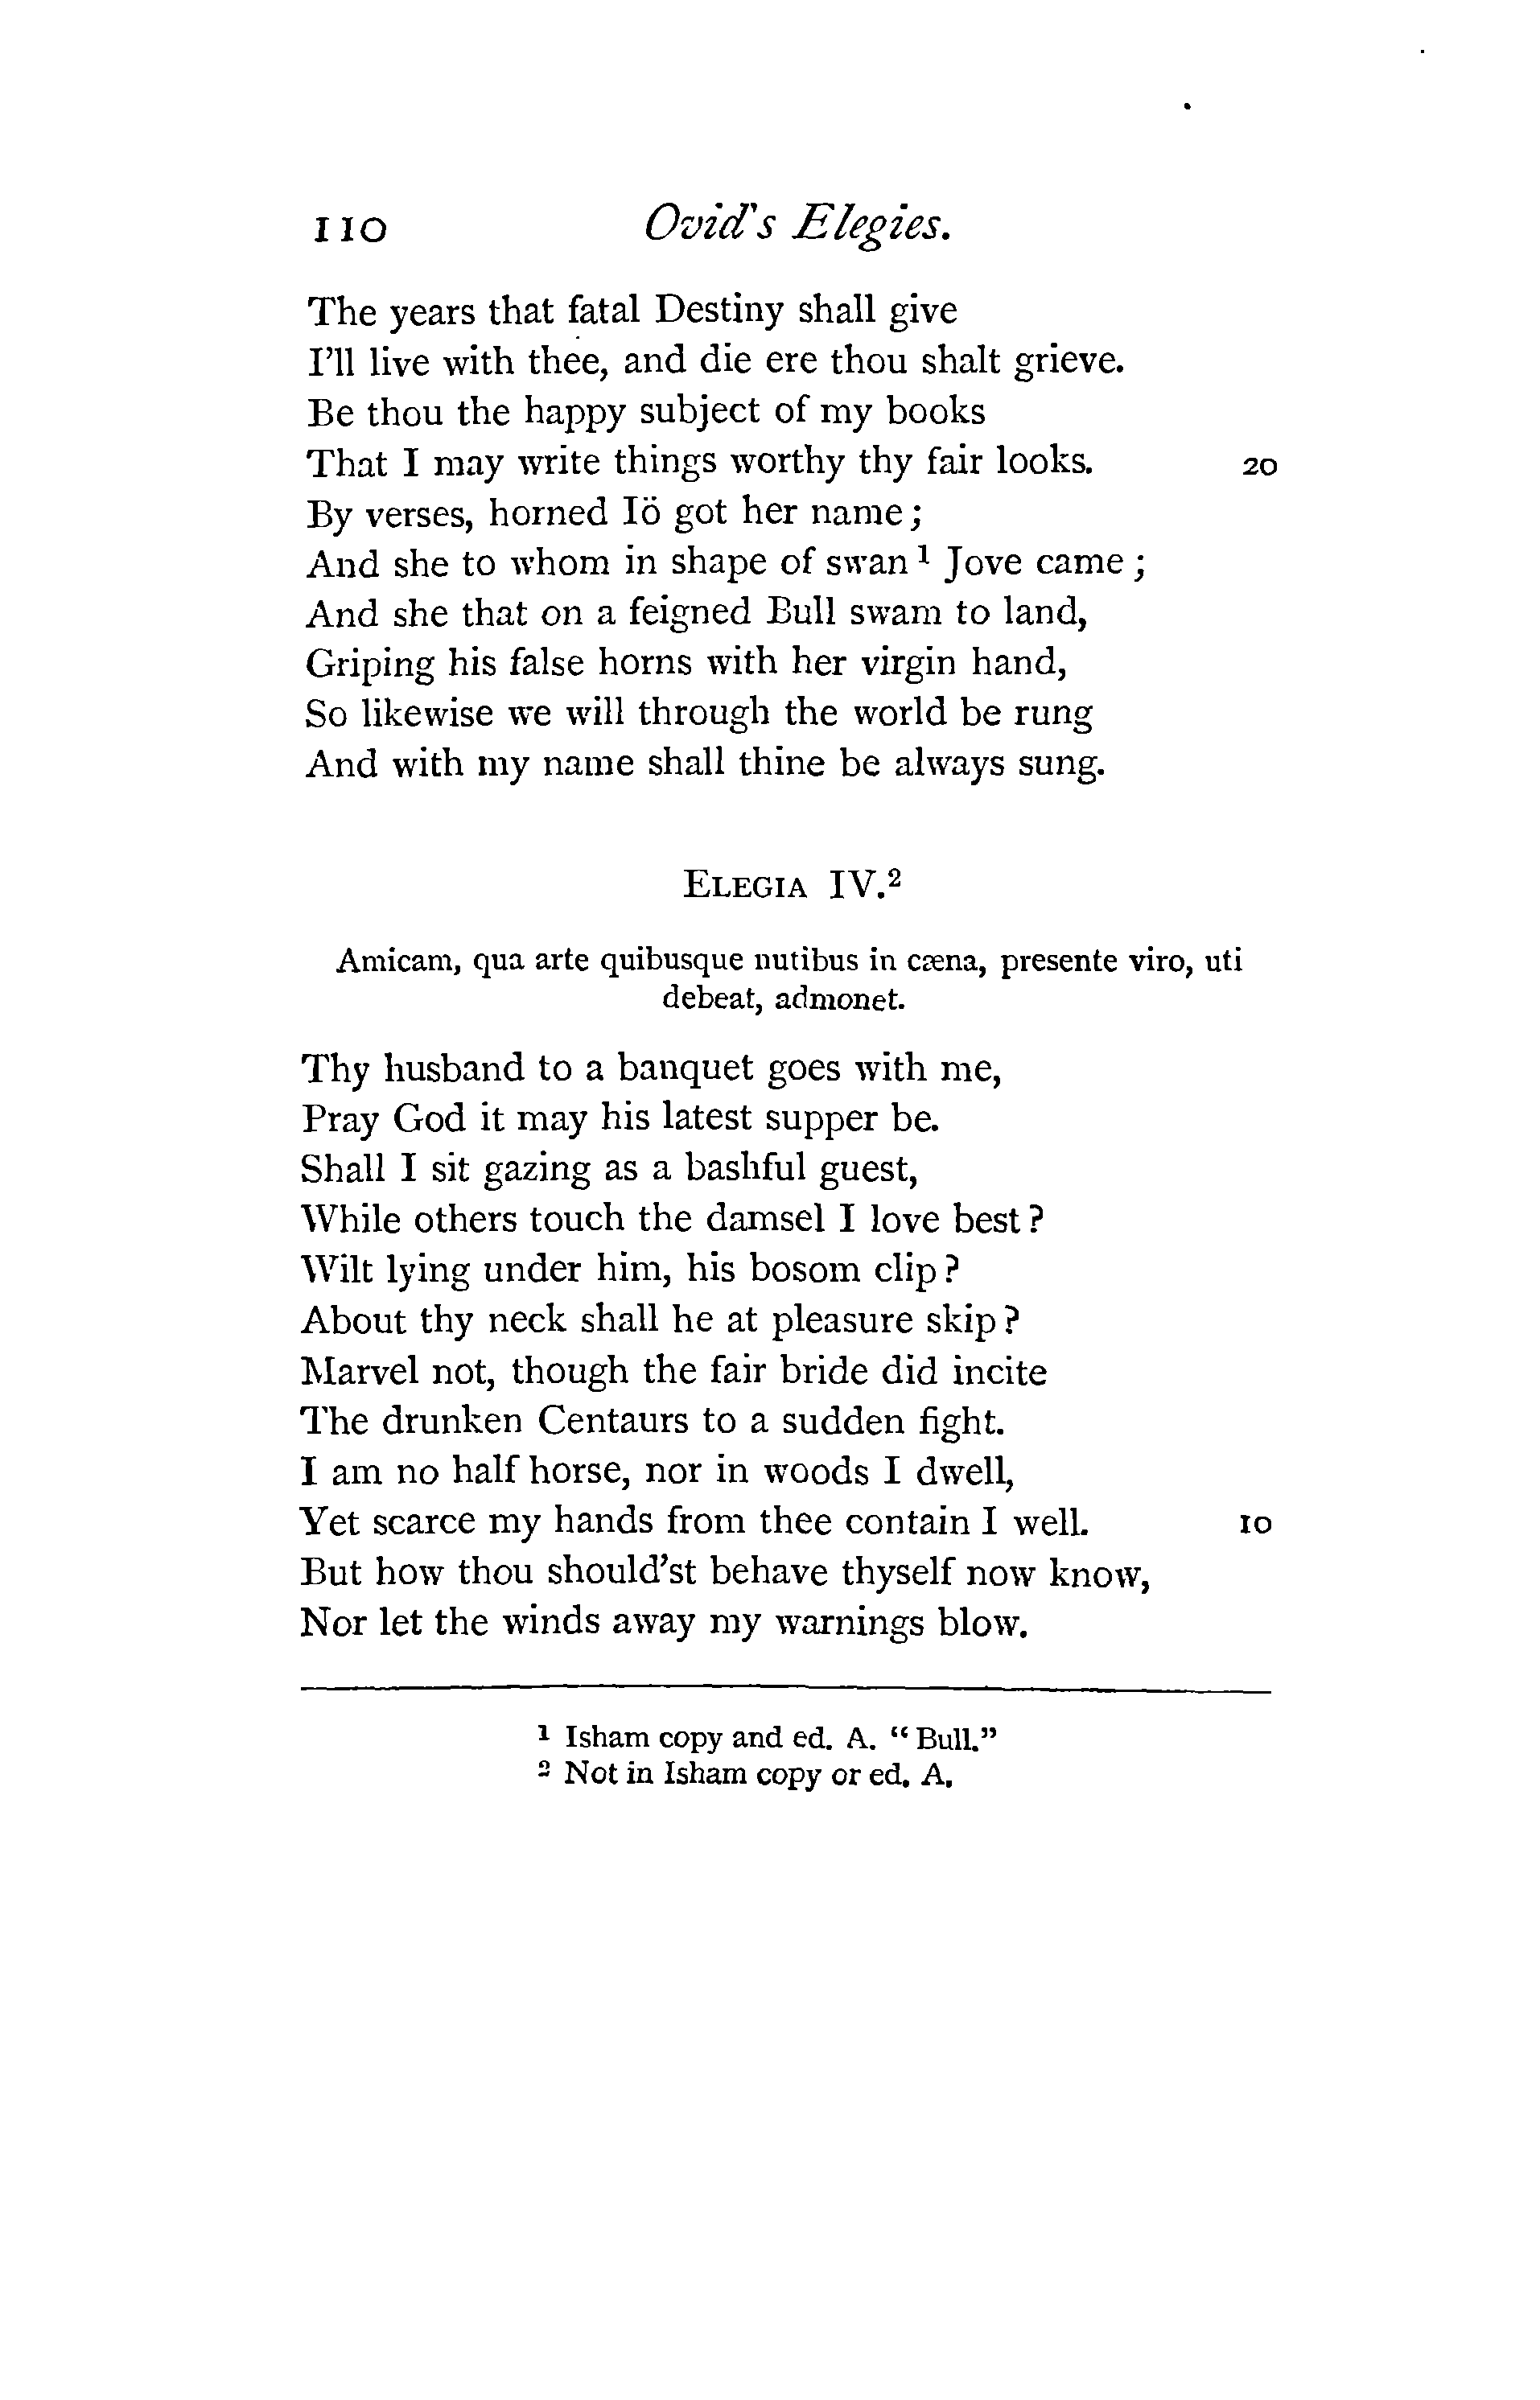 110 Ovid's Elegies.
The years that fatal Destiny shall give
I'll live with thee, and die ere thou shalt grieve.
Be thou the happy subject of my books
That I may write things worthy thy fair looks. 20
By verses, horned Iö got her name;
And she to whom in shape of swan¹ Jove came;
And she that on a feigned Bull swam to land,
Griping his false horns with her virgin hand,
So likewise we will through the world be rung
And with my name shall thine be always sung.
ELEGIA IV.²
Amicam, qua arte quibusque nutibus in cæna, presente viro, uti
debeat, admonet.
Thy husband to a banquet goes with me,
Pray God it may his latest supper be.
Shall I sit gazing as a bashful guest,
While others touch the damsel I love best?
Wilt lying under him, his bosom clip?
About thy neck shall he at pleasure skip?
Marvel not, though the fair bride did incite
The drunken Centaurs to a sudden fight.
I am no half horse, nor in woods I dwell,
Yet scarce my hands from thee contain I well. 10
But how thou should'st behave thyself now know,
Nor let the winds away my warnings blow.
¹ Isham copy and ed. A. "Bull."
² Not in Isham copy or ed. A.